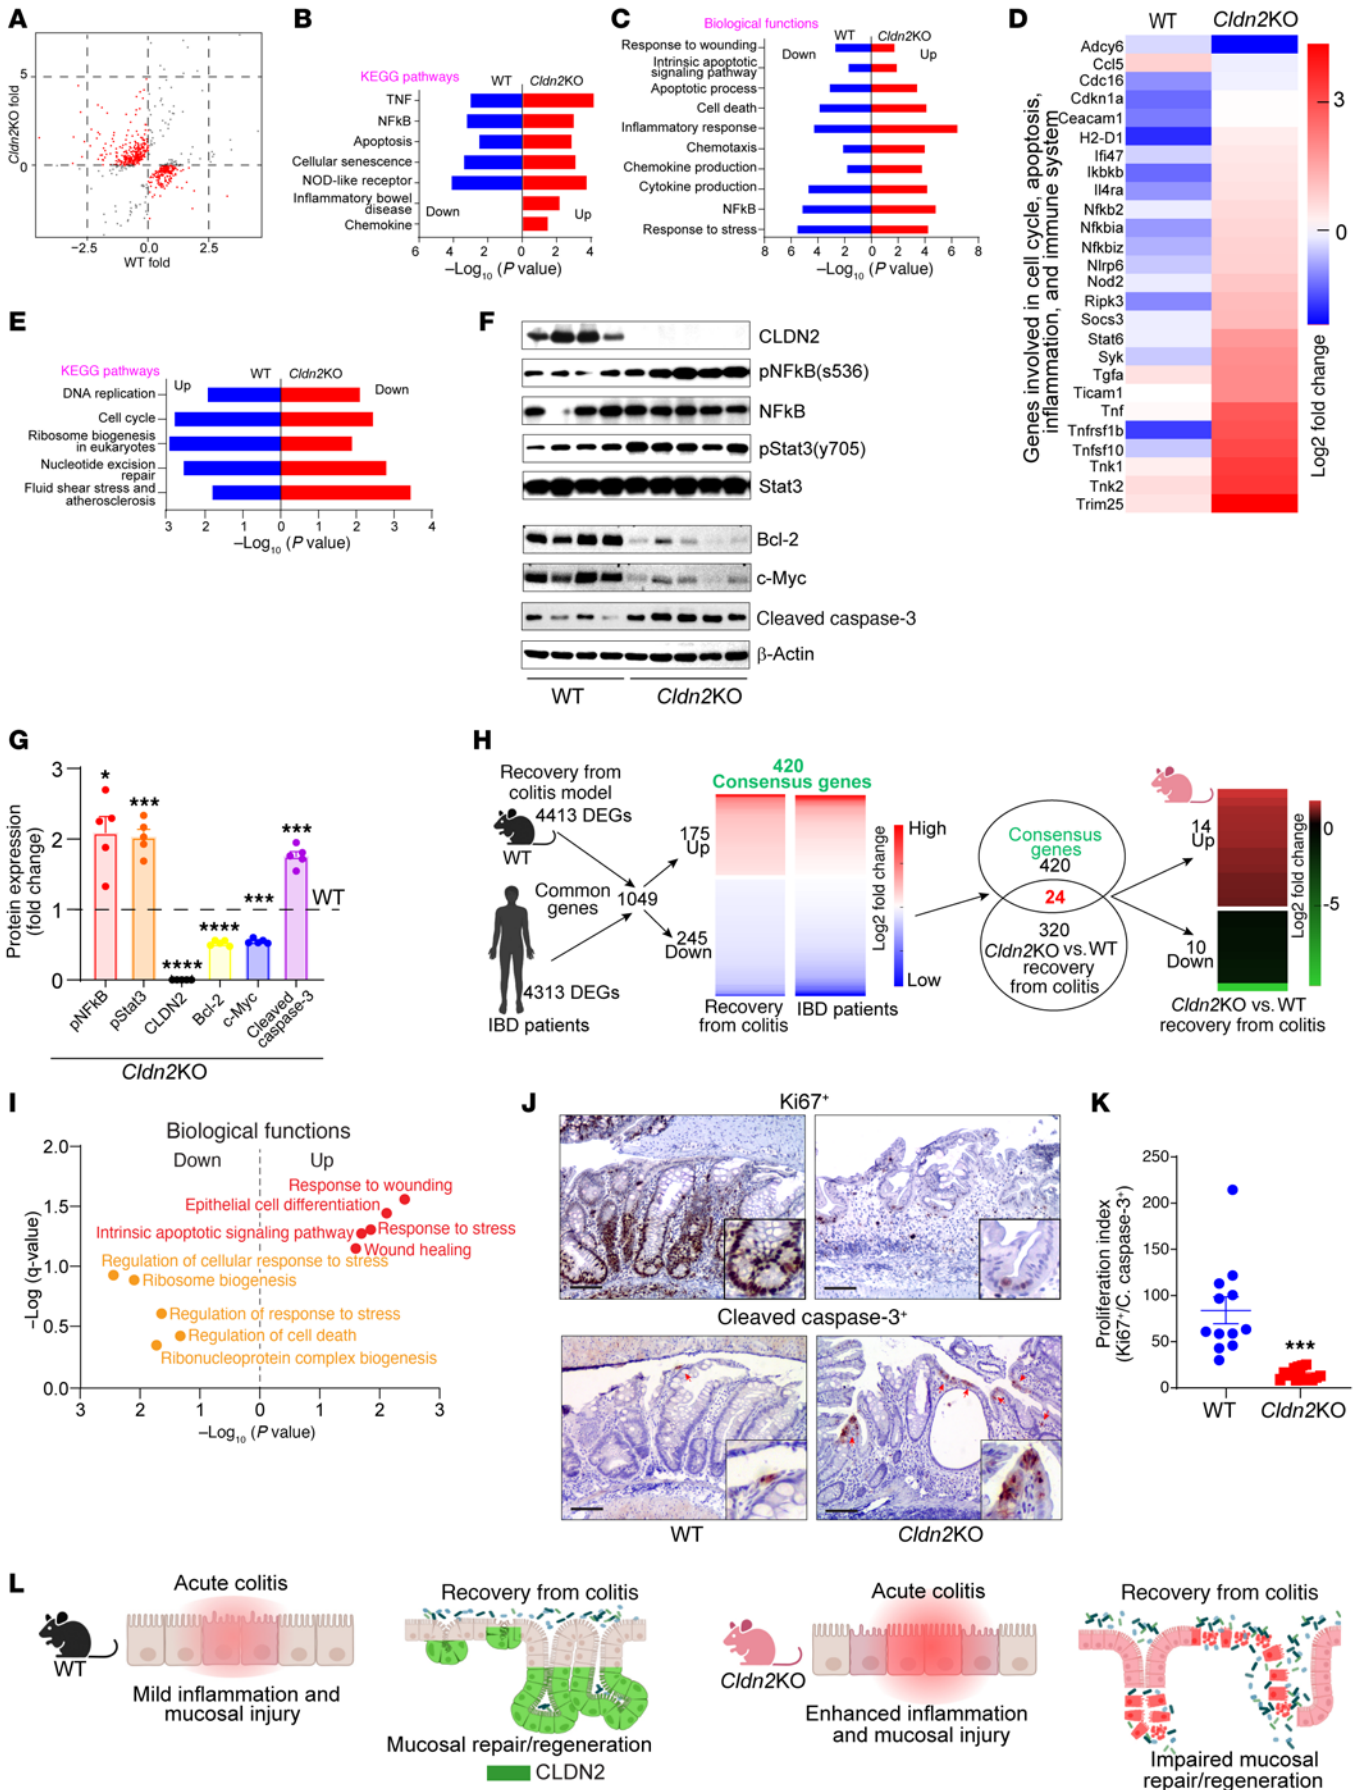 A
Cldn2KO fold
5
0
−2.5
0.0
2.5
WT fold
B
KEGG pathways
WT
Cldn2KO
TNF
NFkB
Apoptosis
Cellular senescence
NOD-like receptor
Inflammatory bowel
disease
Chemokine
Down
Up
6 4 2 0 2 4
–Log10 (P value)
C
Biological functions
WT
Cldn2KO
Down
Up
Response to wounding
Intrinsic apoptotic
signaling pathway
Apoptotic process
Cell death
Inflammatory response
Chemotaxis
Chemokine production
Cytokine production
NFkB
Response to stress
8 6 4 2 0 2 4 6 8
–Log10 (P value)
D
WT
Cldn2KO
Genes involved in cell cycle, apoptosis,
inflammation, and immune system
Adcy6
Ccl5
Cdc16
Cdkn1a
Ceacam1
H2-D1
Ifi47
Ikbkb
Il4ra
Nfkb2
Nfkbia
Nfkbiz
Nlrp6
Nod2
Ripk3
Socs3
Stat6
Syk
Tgfa
Ticam1
Tnf
Tnfrsf1b
Tnfsf10
Tnk1
Tnk2
Trim25
3
0
Log2 fold change
E
KEGG pathways
Up
WT
Cldn2KO
Down
DNA replication
Cell cycle
Ribosome biogenesis
in eukaryotes
Nucleotide excision
repair
Fluid shear stress and
atherosclerosis
3 2 1 0 1 2 3 4
–Log10 (P value)
F
CLDN2
pNFkB(s536)
NFkB
pStat3(y705)
Stat3
Bcl-2
c-Myc
Cleaved caspase-3
β-Actin
WT
Cldn2KO
G
Protein expression
(fold change)
3
2
1
0
*
***
****
****
***
***
WT
pNFkB
pStat3
CLDN2
Bcl-2
c-Myc
Cleaved
caspase-3
Cldn2KO
H
Recovery from
colitis model
4413 DEGs
WT
Common
genes
1049
4313 DEGs
IBD patients
175
Up
245
Down
420
Consensus genes
Recovery
from colitis
IBD patients
High
Log2 fold change
Low
Consensus
genes
420
24
320
Cldn2KO vs. WT
recovery
from colitis
14
Up
10
Down
Log2 fold change
0
−5
Cldn2KO vs. WT
recovery from colitis
I
Biological functions
Down
Up
–Log (q-value)
2.0
1.5
1.0
0.5
0.0
Response to wounding
Epithelial cell differentiation
Intrinsic apoptotic signaling pathway
Response to stress
Wound healing
Regulation of cellular response to stress
Ribosome biogenesis
Regulation of response to stress
Regulation of cell death
Ribonucleoprotein complex biogenesis
3 2 1 0 1 2 3
–Log10 (P value)
J
Ki67+
Cleaved caspase-3+
WT
Cldn2KO
K
Proliferation index
(Ki67+/C. caspase-3+)
250
200
150
100
50
0
***
WT
Cldn2KO
L
WT
Acute colitis
Mild inflammation and
mucosal injury
Recovery from colitis
Mucosal repair/regeneration
CLDN2
Cldn2KO
Acute colitis
Enhanced inflammation
and mucosal injury
Recovery from colitis
Impaired mucosal
repair/regeneration